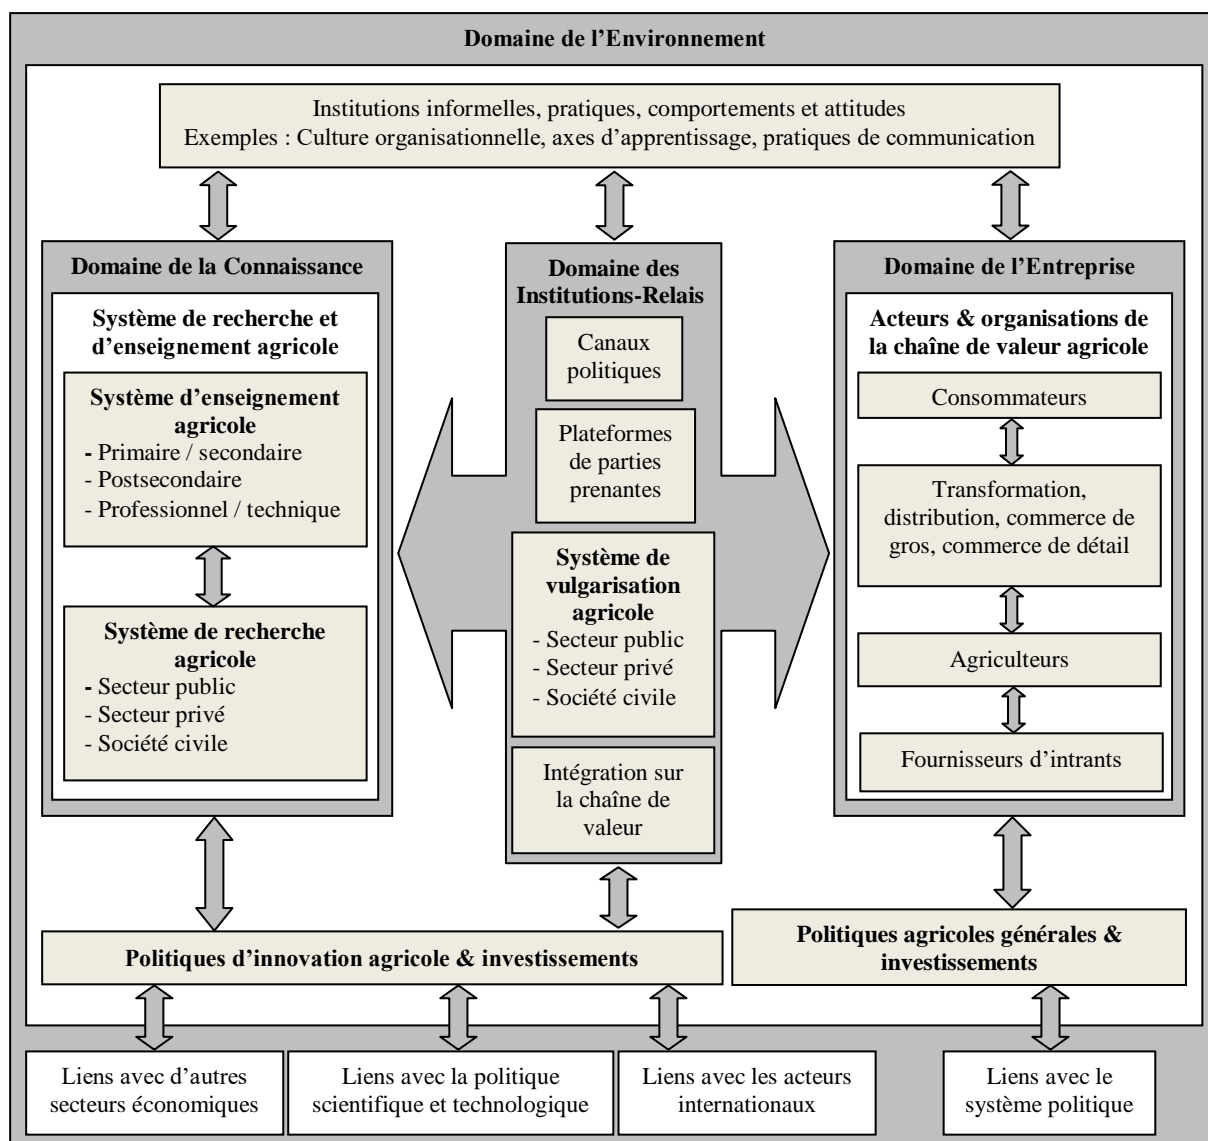 Domaine de l’Environnement
Institutions informelles, pratiques, comportements et attitudes
Exemples : Culture organisationnelle, axes d’apprentissage, pratiques de communication
Domaine de la Connaissance
Système de recherche et
d’enseignement agricole
Système d’enseignement
agricole
- Primaire / secondaire
- Postsecondaire
- Professionnel / technique
Système de recherche
agricole
- Secteur public
- Secteur privé
- Société civile
Domaine des
Institutions-Relais
Canaux
politiques
Plateformes
de parties
prenantes
Système de
vulgarisation
agricole
- Secteur public
- Secteur privé
- Société civile
Intégration sur
la chaîne de
valeur
Domaine de l’Entreprise
Acteurs & organisations de
la chaîne de valeur agricole
Consommateurs
Transformation,
distribution, commerce de
gros, commerce de détail
Agriculteurs
Fournisseurs d’intrants
Politiques d’innovation agricole & investissements
Politiques agricoles générales &
investissements
Liens avec d’autres
secteurs économiques
Liens avec la politique
scientifique et technologique
Liens avec les acteurs
internationaux
Liens avec le
système politique